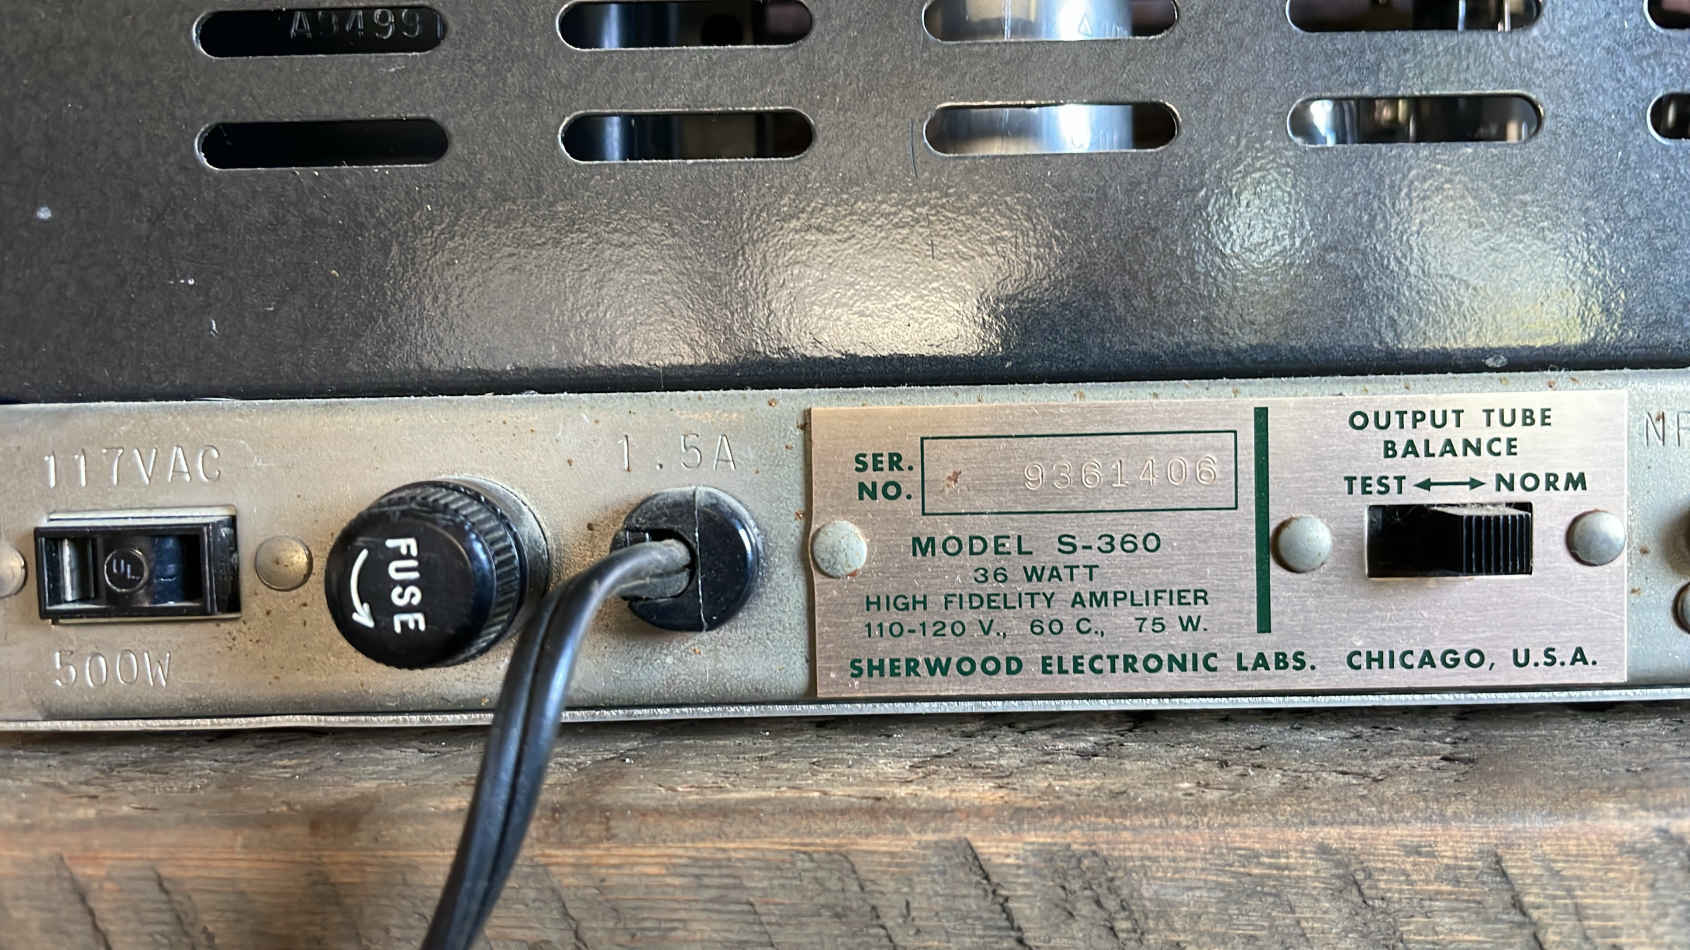 117VAC
500W
FUSE
1.5A
SER.
NO.
9361406
MODEL S-360
36 WATT
HIGH FIDELITY AMPLIFIER
110-120 V., 60 C., 75 W.
SHERWOOD ELECTRONIC LABS. CHICAGO, U.S.A.
OUTPUT TUBE
BALANCE
TEST ↔ NORM
UL